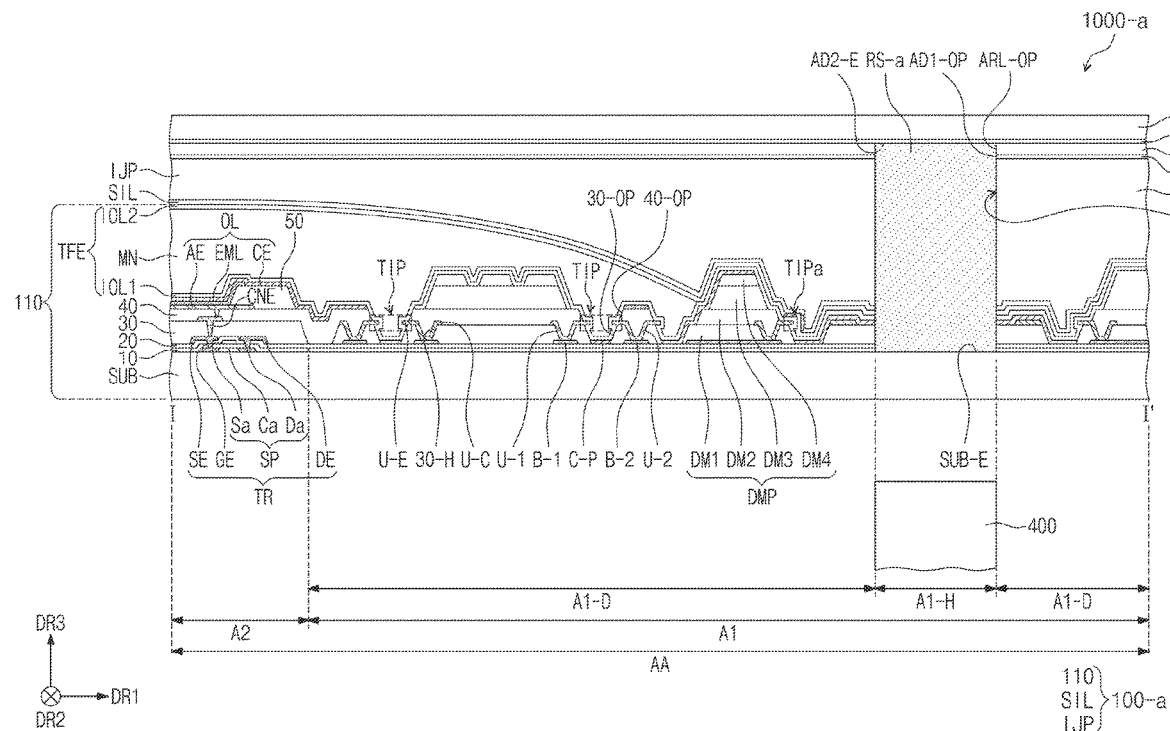 1000-a
AD2-E RS-a AD1-OP ARL-OP
IJP
SIL
IOL2
30-OP 40-OP
OL 50
TFE
MN
AE EML CE
TIP TIP TIPa
IOL1
CNE
110
40
30
20
10
SUB
I I'
Sa Ca Da
SE GE SP DE
TR
U-E 30-H U-C U-1 B-1 C-P B-2 U-2
DM1 DM2 DM3 DM4
DMP
SUB-E
400
A1-D A1-H A1-D
A2 A1
AA
DR3
DR1
DR2
110
SIL
IJP
100-a